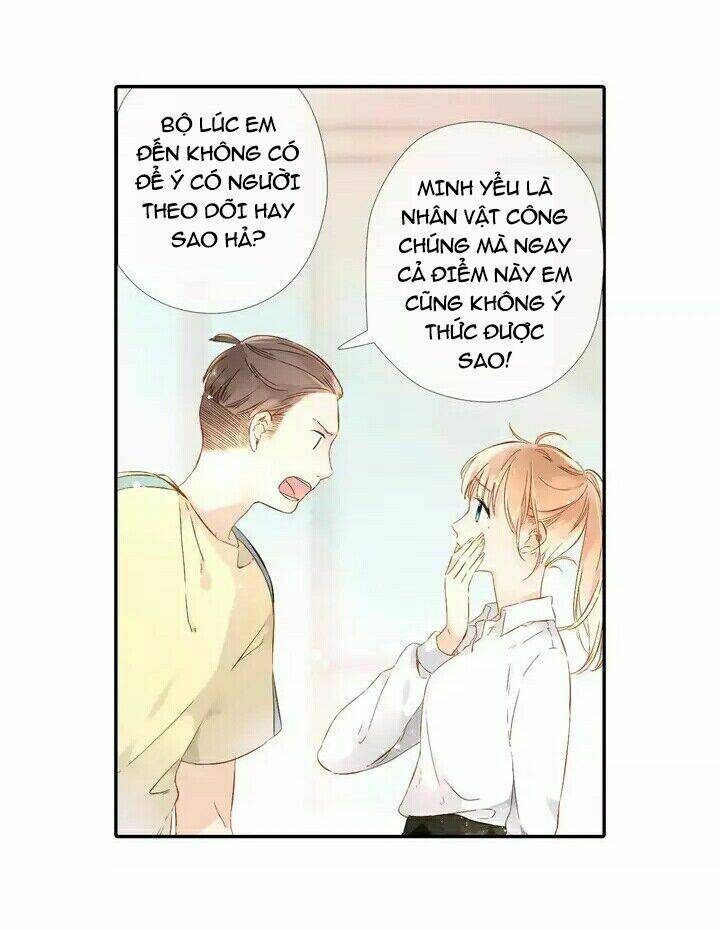 BỘ LÚC EM
ĐẾN KHÔNG CÓ
ĐỂ Ý CÓ NGƯỜI
THEO DÕI HAY
SAO HẢ?
MINH YỂU LÀ
NHÂN VẬT CÔNG
CHÚNG MÀ NGAY
CẢ ĐIỂM NÀY EM
CŨNG KHÔNG Ý
THỨC ĐƯỢC
SAO!